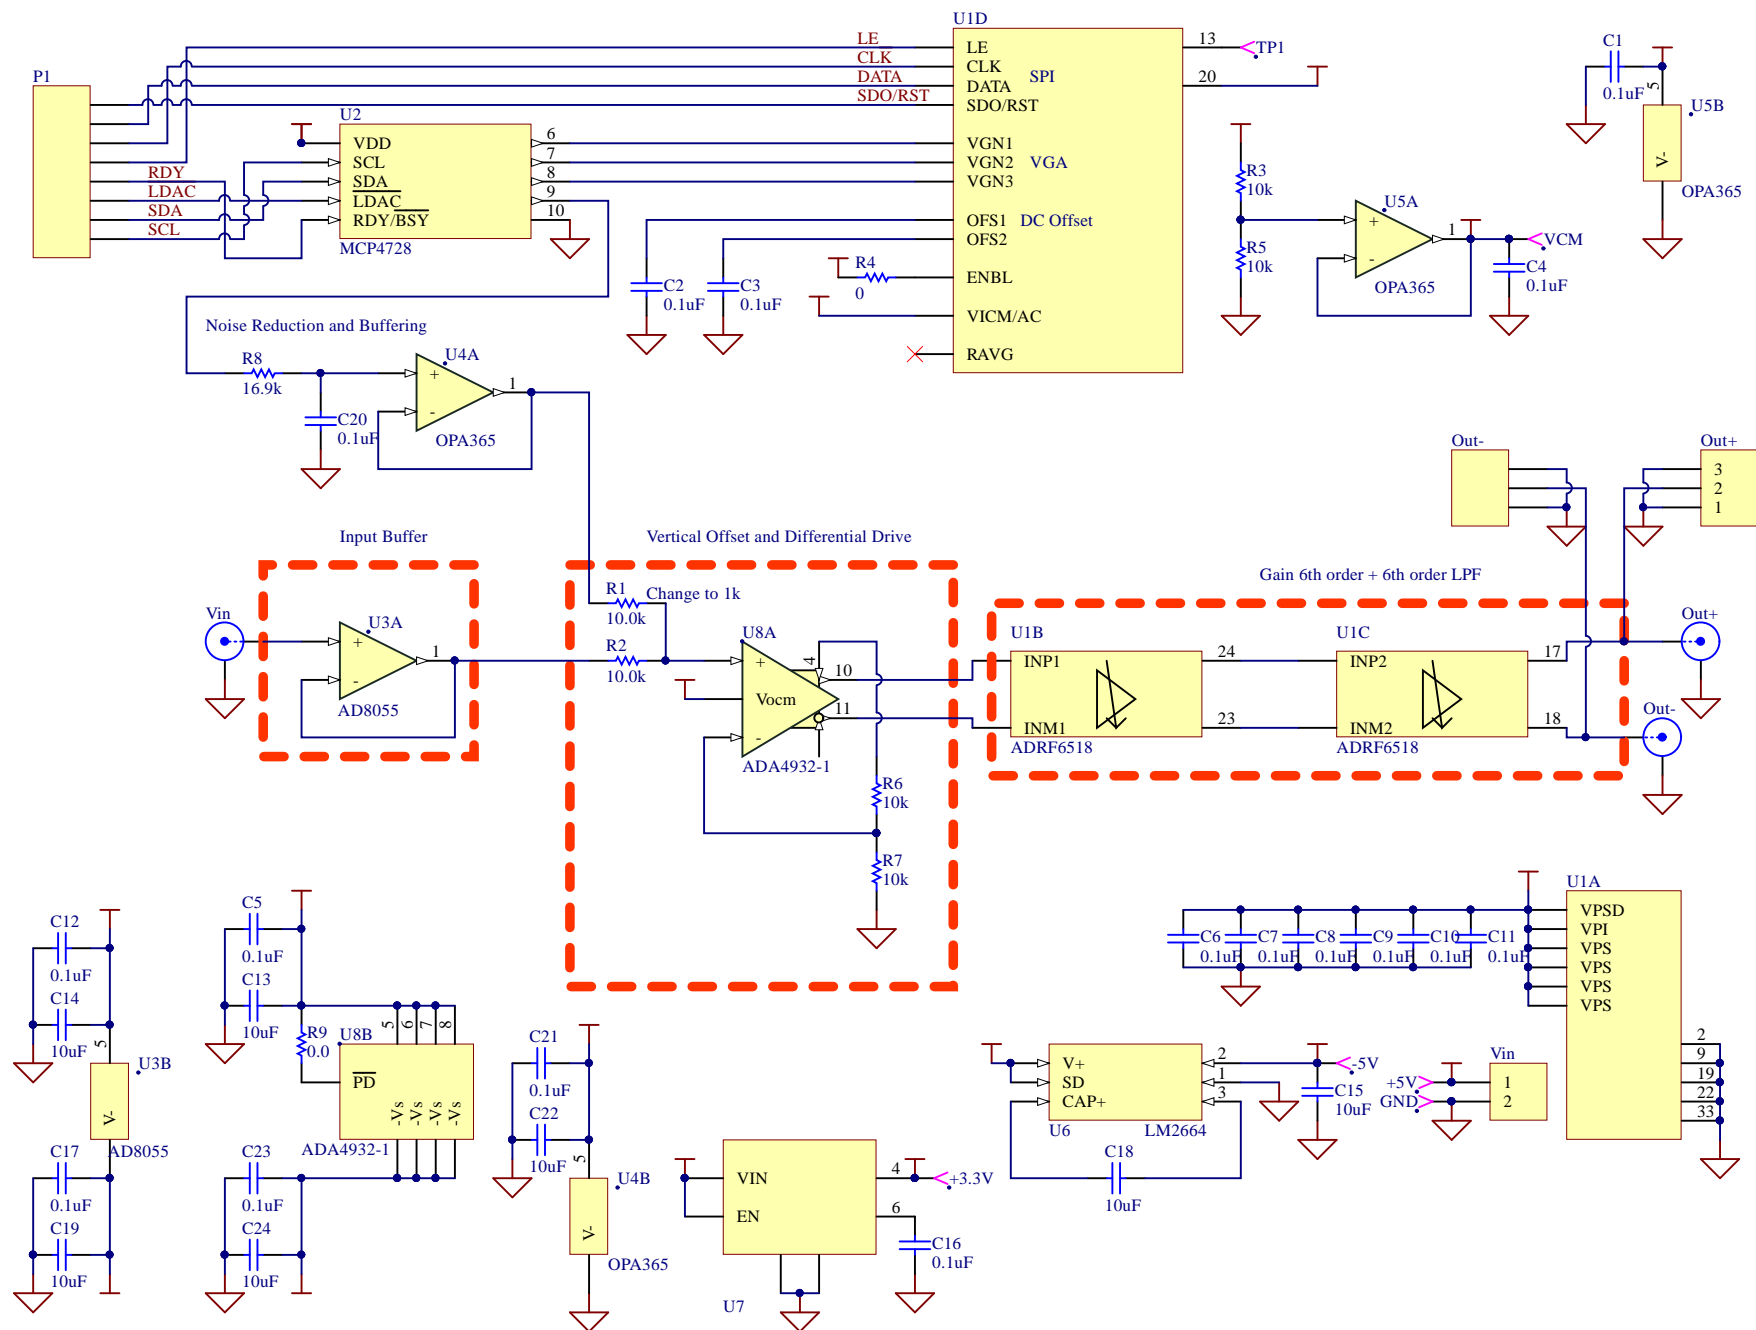 U1D
LE
CLK
DATA
SDO/RST
LE
CLK
DATA
SDO/RST
SPI
13
TP1
20
C1
0.1uF
5
U5B
V-
OPA365
P1
RDY
LDAC
SDA
SCL
U2
VDD
SCL
SDA
LDAC
RDY/BSY
MCP4728
6
7
8
9
10
VGN1
VGN2
VGA
VGN3
OFS1
DC Offset
OFS2
ENBL
VICM/AC
RAVG
R4
0
C2
0.1uF
C3
0.1uF
R3
10k
R5
10k
U5A
+
-
1
OPA365
VCM
C4
0.1uF
Noise Reduction and Buffering
R8
16.9k
C20
0.1uF
U4A
+
-
1
OPA365
Out-
Out+
3
2
1
Input Buffer
Vin
U3A
+
-
1
AD8055
Vertical Offset and Differential Drive
R1
Change to 1k
10.0k
R2
10.0k
U8A
+
Vocm
-
4
10
11
ADA4932-1
R6
10k
R7
10k
Gain 6th order + 6th order LPF
U1B
INP1
INM1
ADRF6518
24
23
U1C
INP2
INM2
ADRF6518
17
18
Out+
Out-
C12
0.1uF
C14
10uF
5
U3B
V-
AD8055
C17
0.1uF
C19
10uF
C5
0.1uF
C13
10uF
R9
0.0
U8B
5
6
7
8
PD
-Vs
-Vs
-Vs
-Vs
ADA4932-1
C23
0.1uF
C24
10uF
C21
0.1uF
C22
10uF
5
U4B
V-
OPA365
VIN
EN
4
+3.3V
6
C16
0.1uF
U7
V+
SD
CAP+
2
1
3
U6
LM2664
-5V
C15
10uF
C18
10uF
C6
0.1uF
C7
0.1uF
C8
0.1uF
C9
0.1uF
C10
0.1uF
C11
0.1uF
U1A
VPSD
VPI
VPS
VPS
VPS
VPS
2
9
19
22
33
Vin
+5V
GND
1
2